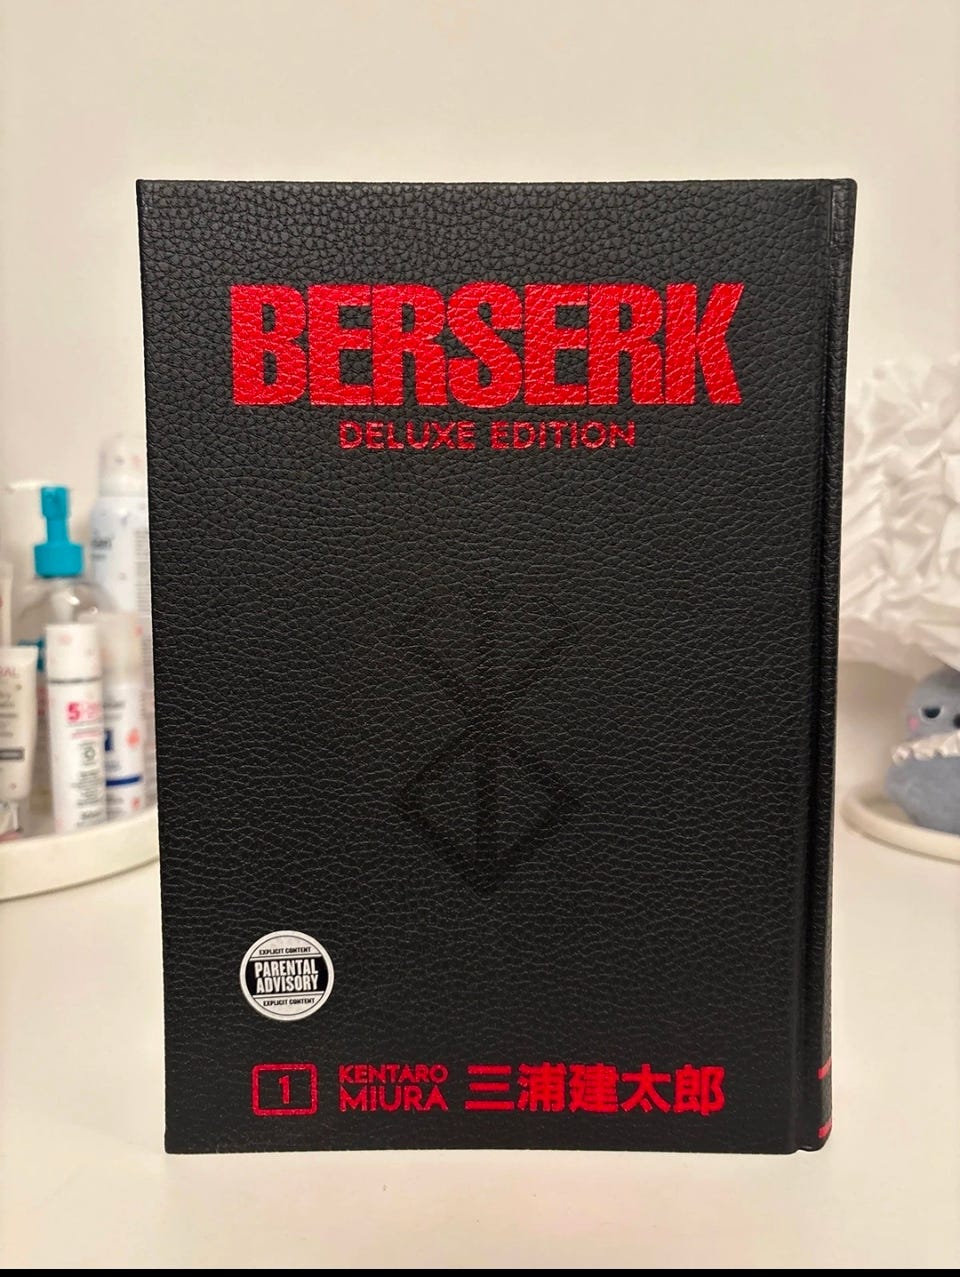 BERSERK
DELUXE EDITION
EXPLICIT CONTENT
PARENTAL
ADVISORY
EXPLICIT CONTENT
1
KENTARO
MIURA
三浦建太郎